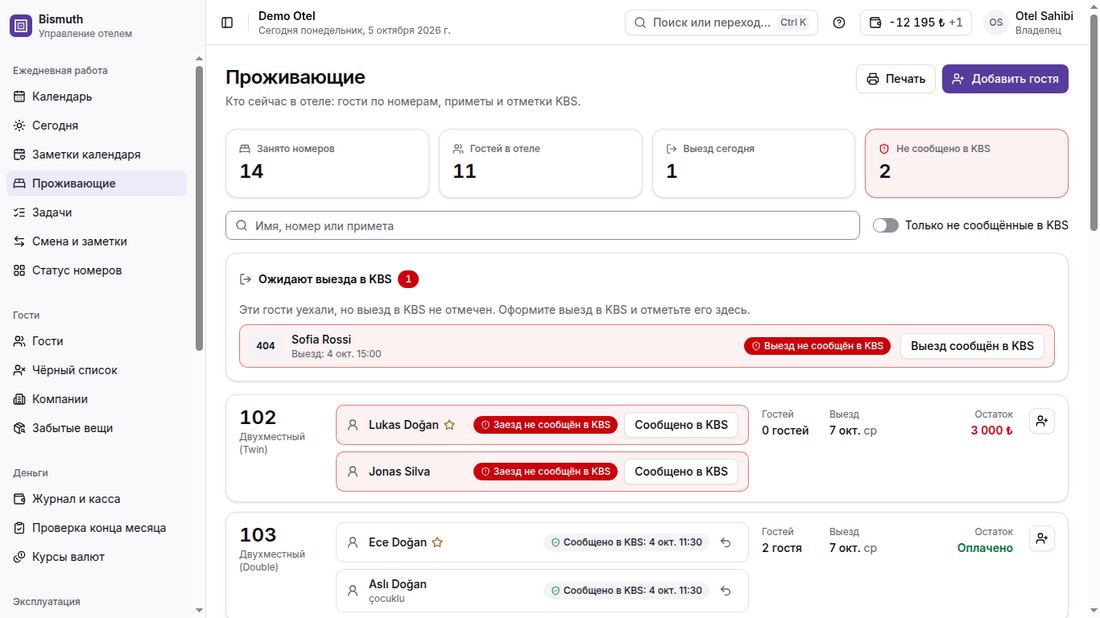 Bismuth
Управление отелем
Ежедневная работа
Календарь
Сегодня
Заметки календаря
Проживающие
Задачи
Смена и заметки
Статус номеров
Гости
Гости
Чёрный список
Компании
Забытые вещи
Деньги
Журнал и касса
Проверка конца месяца
Курсы валют
Эксплуатация
Demo Otel
Сегодня понедельник, 5 октября 2026 г.
Поиск или переход... Ctrl K
-12 195 ₺ +1
OS
Otel Sahibi
Владелец
Проживающие
Кто сейчас в отеле: гости по номерам, приметы и отметки KBS.
Печать
Добавить гостя
Занято номеров
14
Гостей в отеле
11
Выезд сегодня
1
Не сообщено в KBS
2
Имя, номер или примета
Только не сообщённые в KBS
Ожидают выезда в KBS 1
Эти гости уехали, но выезд в KBS не отмечен. Оформите выезд в KBS и отметьте его здесь.
404
Sofia Rossi
Выезд: 4 окт. 15:00
Выезд не сообщён в KBS
Выезд сообщён в KBS
102
Двухместный
(Twin)
Lukas Doğan
Заезд не сообщён в KBS
Сообщено в KBS
Jonas Silva
Заезд не сообщён в KBS
Сообщено в KBS
Гостей
0 гостей
Выезд
7 окт. ср
Остаток
3 000 ₺
103
Двухместный
(Double)
Ece Doğan
Сообщено в KBS: 4 окт. 11:30
Aslı Doğan
çocuklu
Сообщено в KBS: 4 окт. 11:30
Гостей
2 гостя
Выезд
7 окт. ср
Остаток
Оплачено